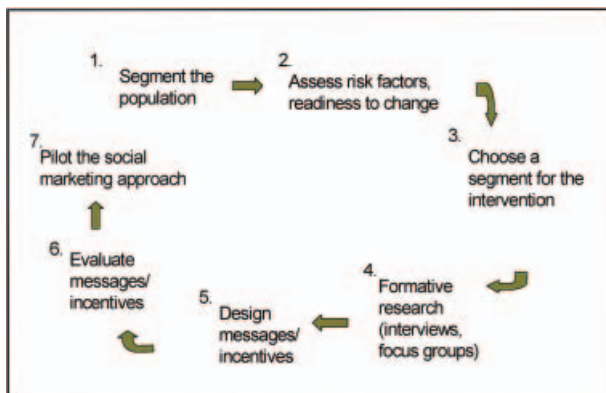 1.
Segment the
population
2.
Assess risk factors,
readiness to change
3.
Choose a
segment for the
intervention
4.
Formative
research
(interviews,
focus groups)
5.
Design
messages/
incentives
6.
Evaluate
messages/
incentives
7.
Pilot the social
marketing approach